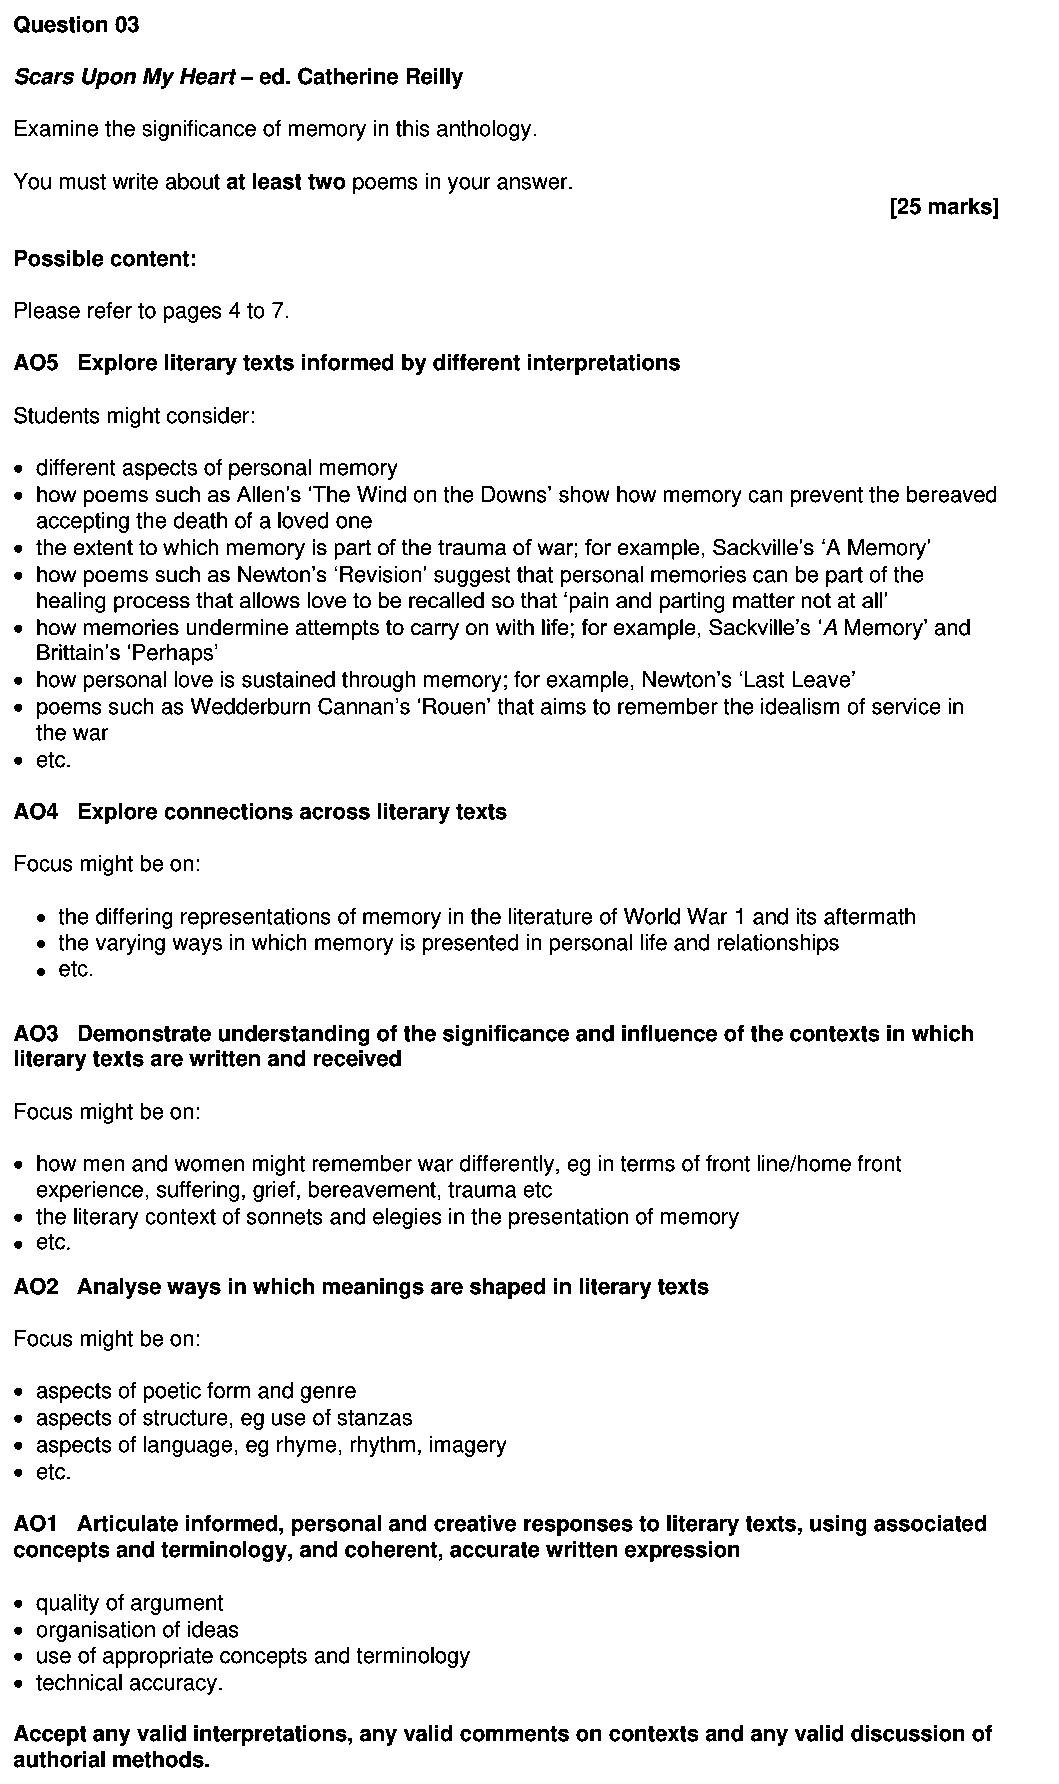 Question 03
Scars Upon My Heart – ed. Catherine Reilly
Examine the significance of memory in this anthology.
You must write about at least two poems in your answer.
[25 marks]
Possible content:
Please refer to pages 4 to 7.
AO5 Explore literary texts informed by different interpretations
Students might consider:
• different aspects of personal memory
• how poems such as Allen’s ‘The Wind on the Downs’ show how memory can prevent the bereaved
accepting the death of a loved one
• the extent to which memory is part of the trauma of war; for example, Sackville’s ‘A Memory’
• how poems such as Newton’s ‘Revision’ suggest that personal memories can be part of the
healing process that allows love to be recalled so that ‘pain and parting matter not at all’
• how memories undermine attempts to carry on with life; for example, Sackville’s ‘A Memory’ and
Brittain’s ‘Perhaps’
• how personal love is sustained through memory; for example, Newton’s ‘Last Leave’
• poems such as Wedderburn Cannan’s ‘Rouen’ that aims to remember the idealism of service in
the war
• etc.
AO4 Explore connections across literary texts
Focus might be on:
• the differing representations of memory in the literature of World War 1 and its aftermath
• the varying ways in which memory is presented in personal life and relationships
• etc.
AO3 Demonstrate understanding of the significance and influence of the contexts in which
literary texts are written and received
Focus might be on:
• how men and women might remember war differently, eg in terms of front line/home front
experience, suffering, grief, bereavement, trauma etc
• the literary context of sonnets and elegies in the presentation of memory
• etc.
AO2 Analyse ways in which meanings are shaped in literary texts
Focus might be on:
• aspects of poetic form and genre
• aspects of structure, eg use of stanzas
• aspects of language, eg rhyme, rhythm, imagery
• etc.
AO1 Articulate informed, personal and creative responses to literary texts, using associated
concepts and terminology, and coherent, accurate written expression
• quality of argument
• organisation of ideas
• use of appropriate concepts and terminology
• technical accuracy.
Accept any valid interpretations, any valid comments on contexts and any valid discussion of
authorial methods.